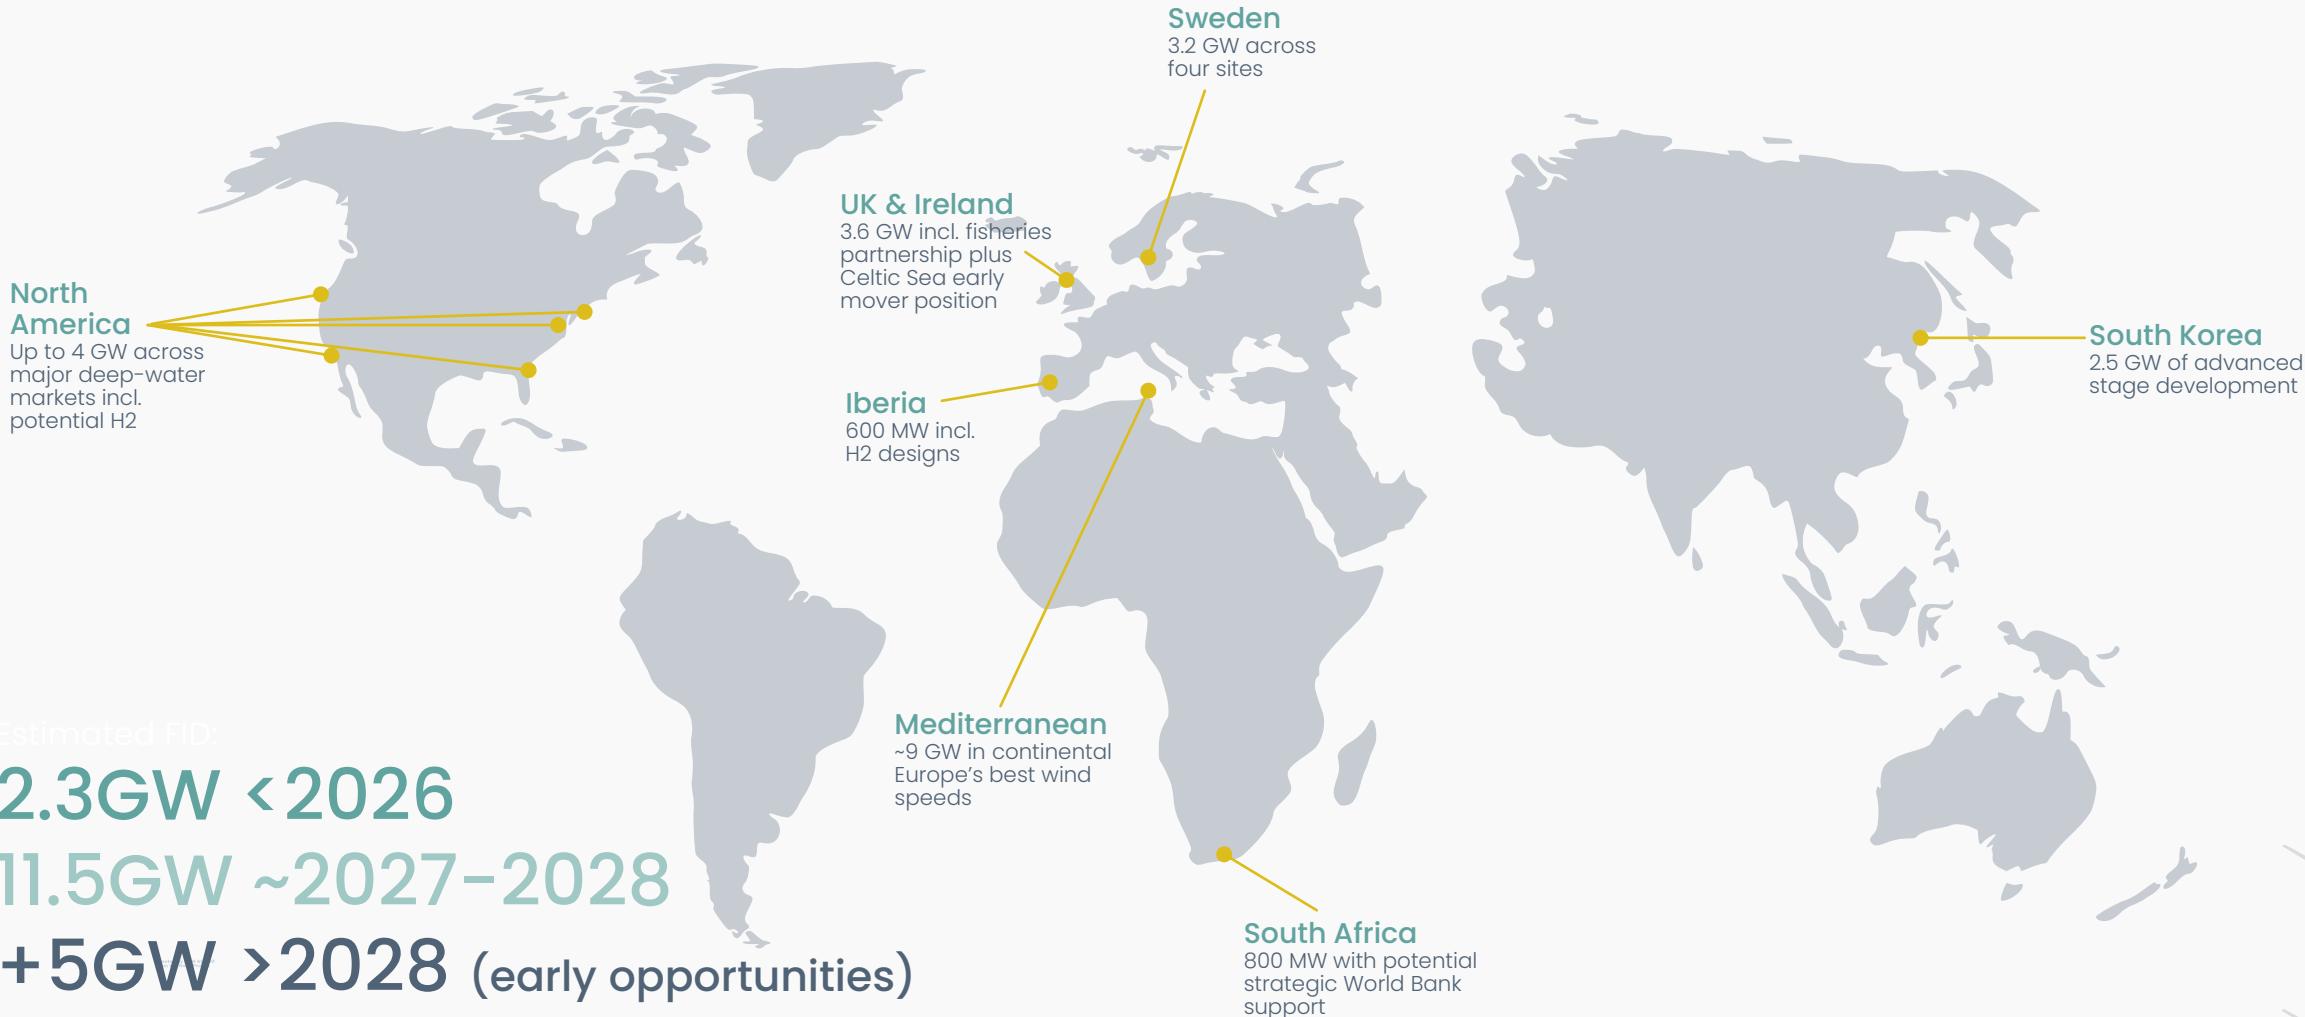 Sweden
3.2 GW across
four sites
UK & Ireland
3.6 GW incl. fisheries
partnership plus
Celtic Sea early
mover position
North
America
Up to 4 GW across
major deep-water
markets incl.
potential H2
South Korea
2.5 GW of advanced
stage development
Iberia
600 MW incl.
H2 designs
Mediterranean
~9 GW in continental
Europe’s best wind
speeds
South Africa
800 MW with potential
strategic World Bank
support
Estimated FID:
2.3GW <2026
11.5GW ~2027-2028
+5GW >2028 (early opportunities)